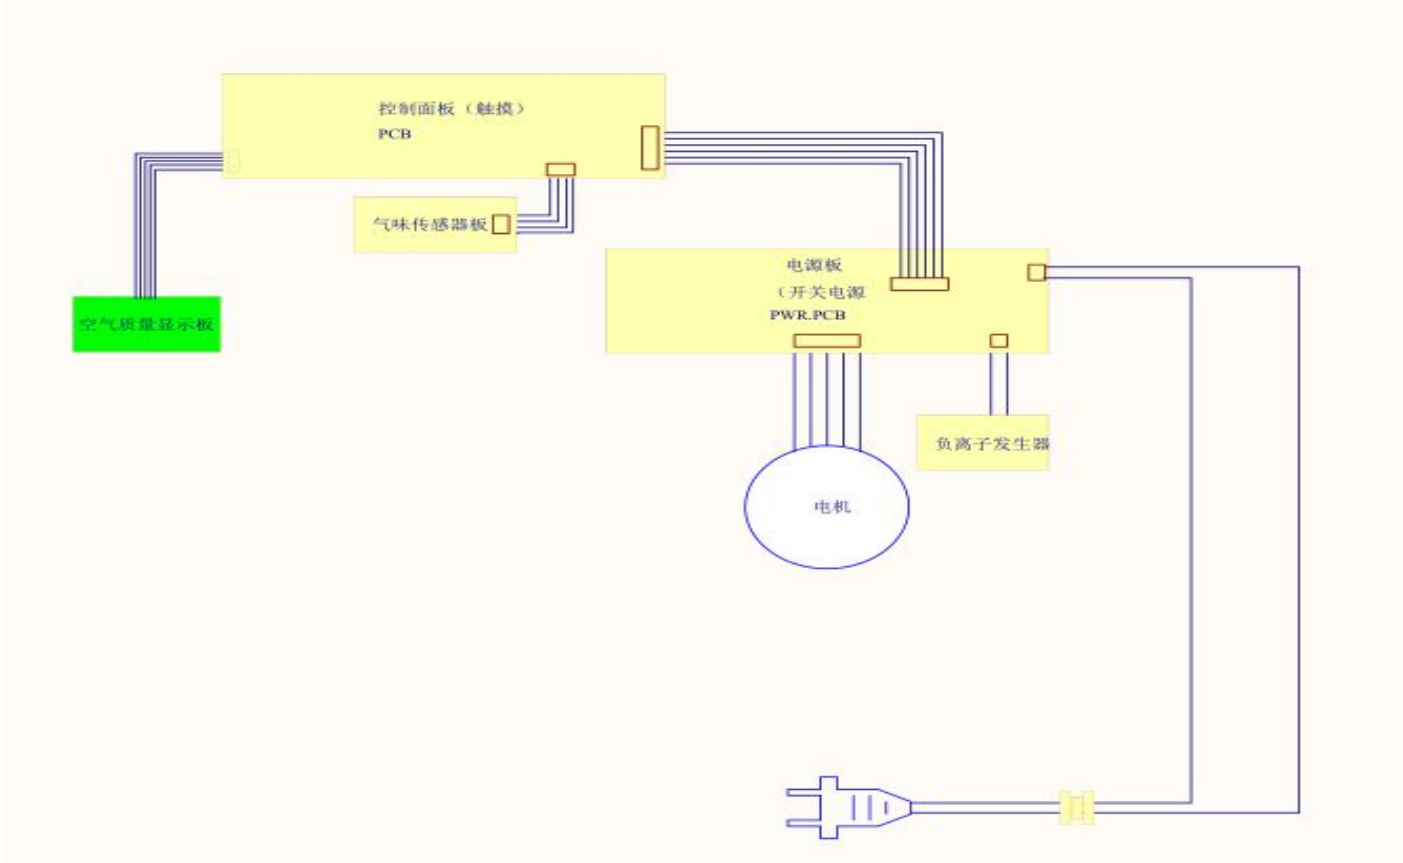 控制面板（触摸）
PCB
气味传感器板
电源板
（开关电源
PWR.PCB
空气质量显示板
负离子发生器
电机